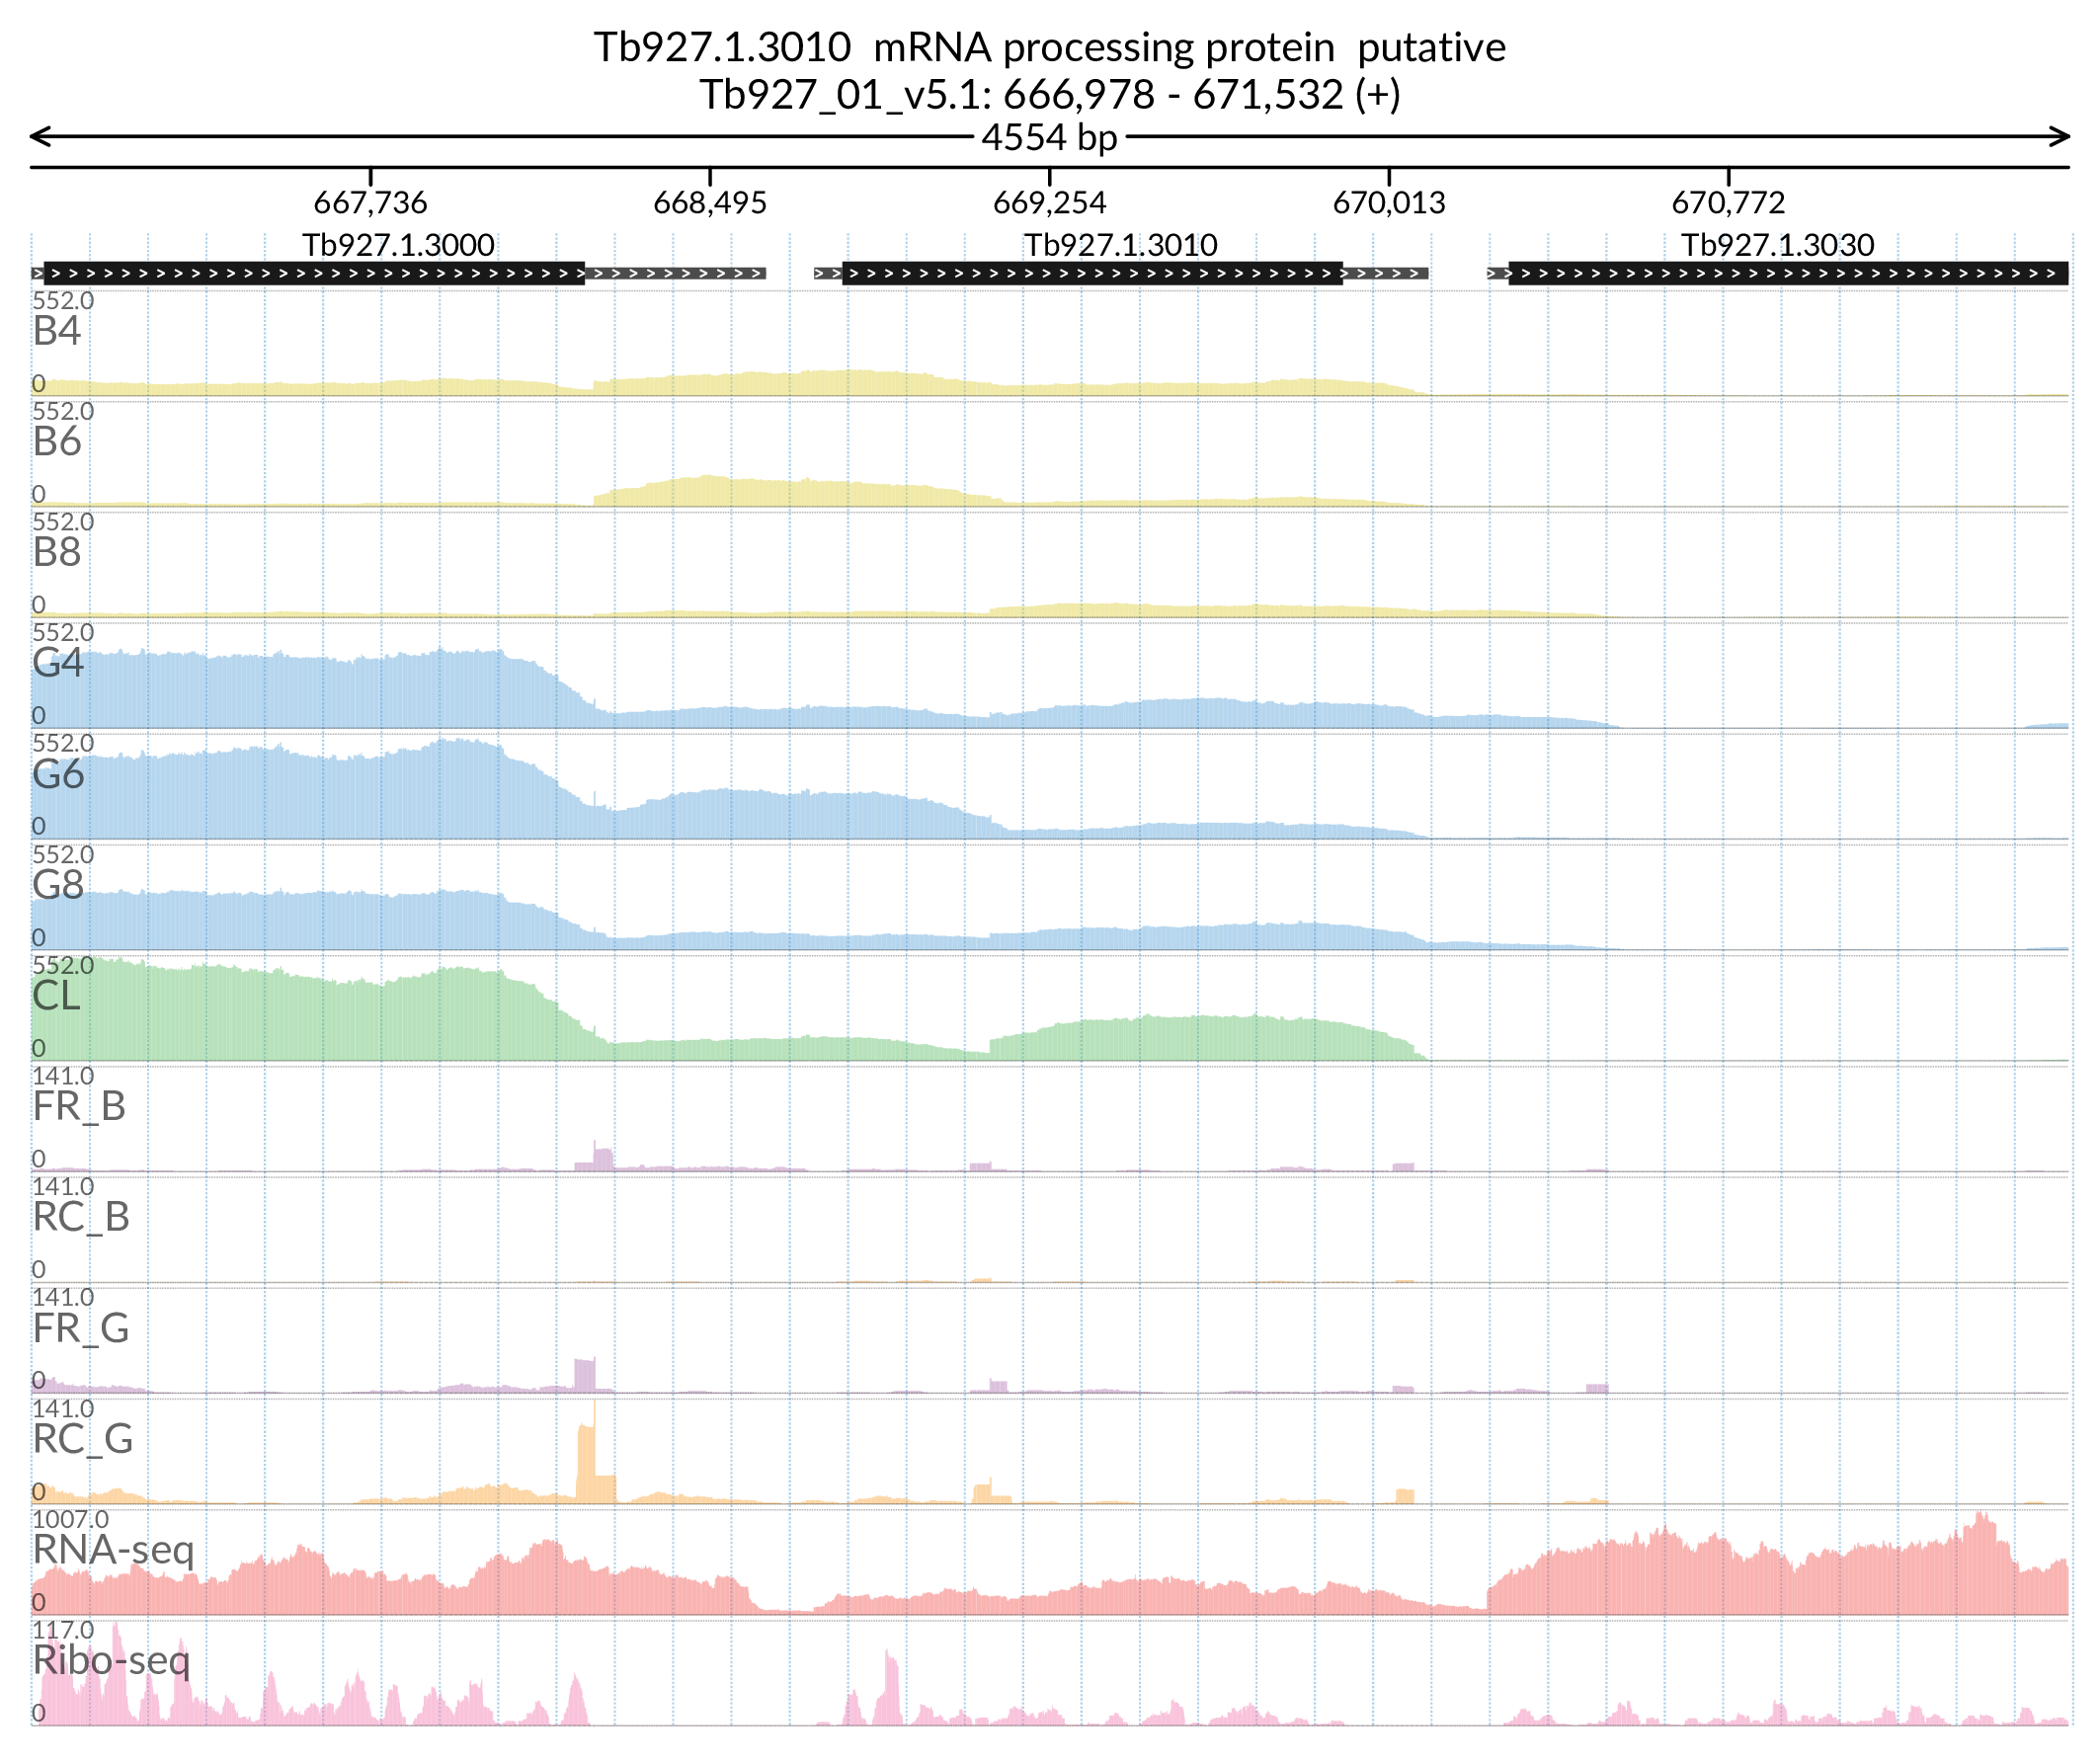 Tb927.1.3010  mRNA processing protein  putative
Tb927_01_v5.1: 666,978 - 671,532 (+)
4554 bp
667,736 668,495 669,254 670,013 670,772
Tb927.1.3000 Tb927.1.3010 Tb927.1.3030
552.0
B4
0
552.0
B6
0
552.0
B8
0
552.0
G4
0
552.0
G6
0
552.0
G8
0
552.0
CL
0
141.0
FR_B
0
141.0
RC_B
0
141.0
FR_G
0
141.0
RC_G
0
1007.0
RNA-seq
0
117.0
Ribo-seq
0